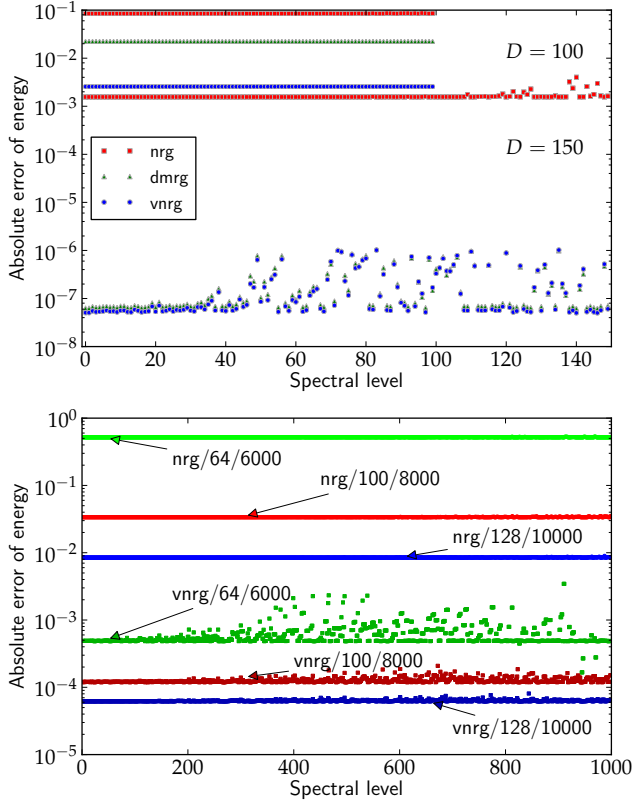 10^-1
10^-2
10^-3
10^-4
10^-5
10^-6
10^-7
10^-8
Absolute error of energy
D = 100
D = 150
nrg
dmrg
vnrg
0 20 40 60 80 100 120 140
Spectral level
10^0
10^-1
10^-2
10^-3
10^-4
10^-5
Absolute error of energy
nrg/64/6000
nrg/100/8000
nrg/128/10000
vnrg/64/6000
vnrg/100/8000
vnrg/128/10000
0 200 400 600 800 1000
Spectral level